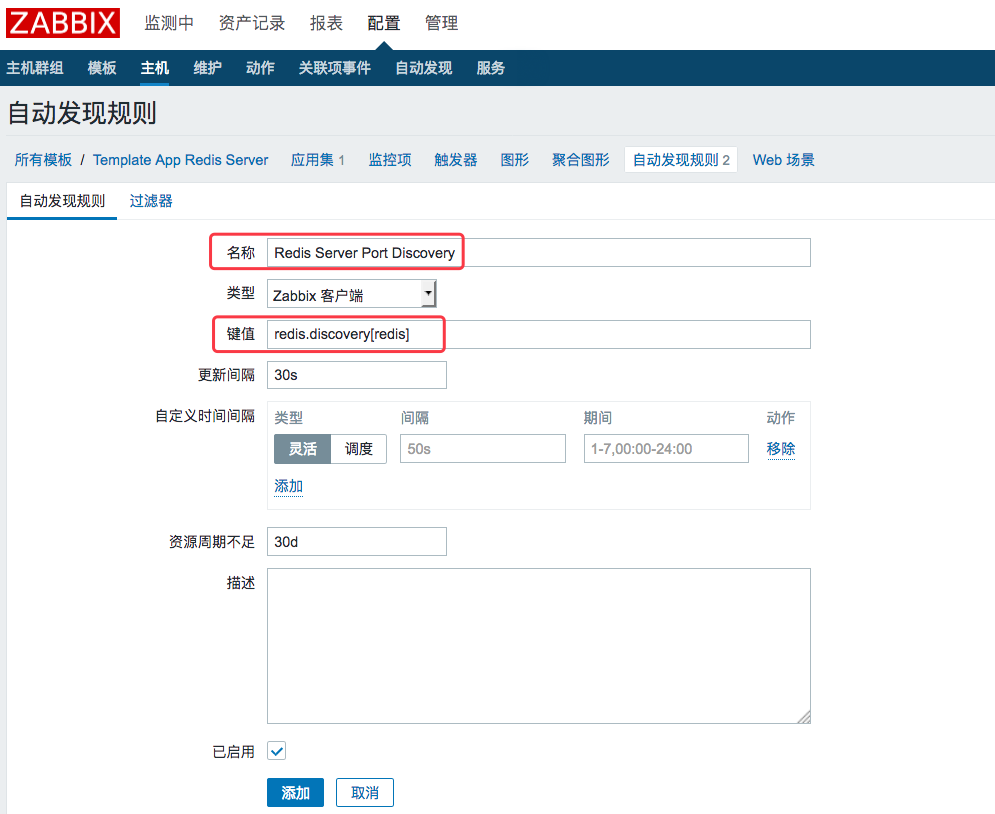 ZABBIX 监测中 资产记录 报表 配置 管理
主机群组 模板 主机 维护 动作 关联项事件 自动发现 服务
自动发现规则
所有模板 / Template App Redis Server 应用集 1 监控项 触发器 图形 聚合图形 自动发现规则 2 Web 场景
自动发现规则 过滤器
名称 Redis Server Port Discovery
类型 Zabbix 客户端
键值 redis.discovery[redis]
更新间隔 30s
自定义时间间隔 类型 间隔 期间 动作
灵活 调度 50s 1-7,00:00-24:00 移除
添加
资源周期不足 30d
描述
已启用
添加 取消